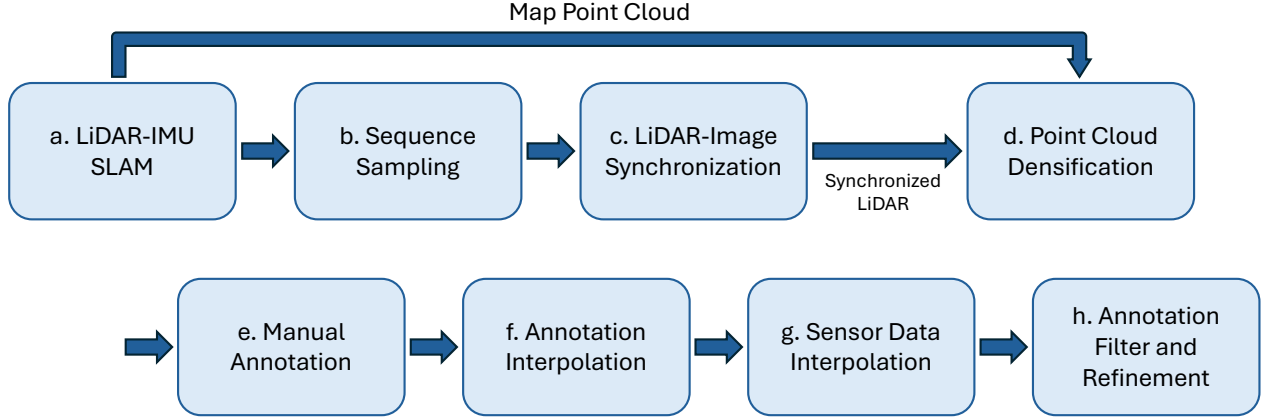 Map Point Cloud
a. LiDAR-IMU
SLAM
b. Sequence
Sampling
c. LiDAR-Image
Synchronization
Synchronized
LiDAR
d. Point Cloud
Densification
e. Manual
Annotation
f. Annotation
Interpolation
g. Sensor Data
Interpolation
h. Annotation
Filter and
Refinement